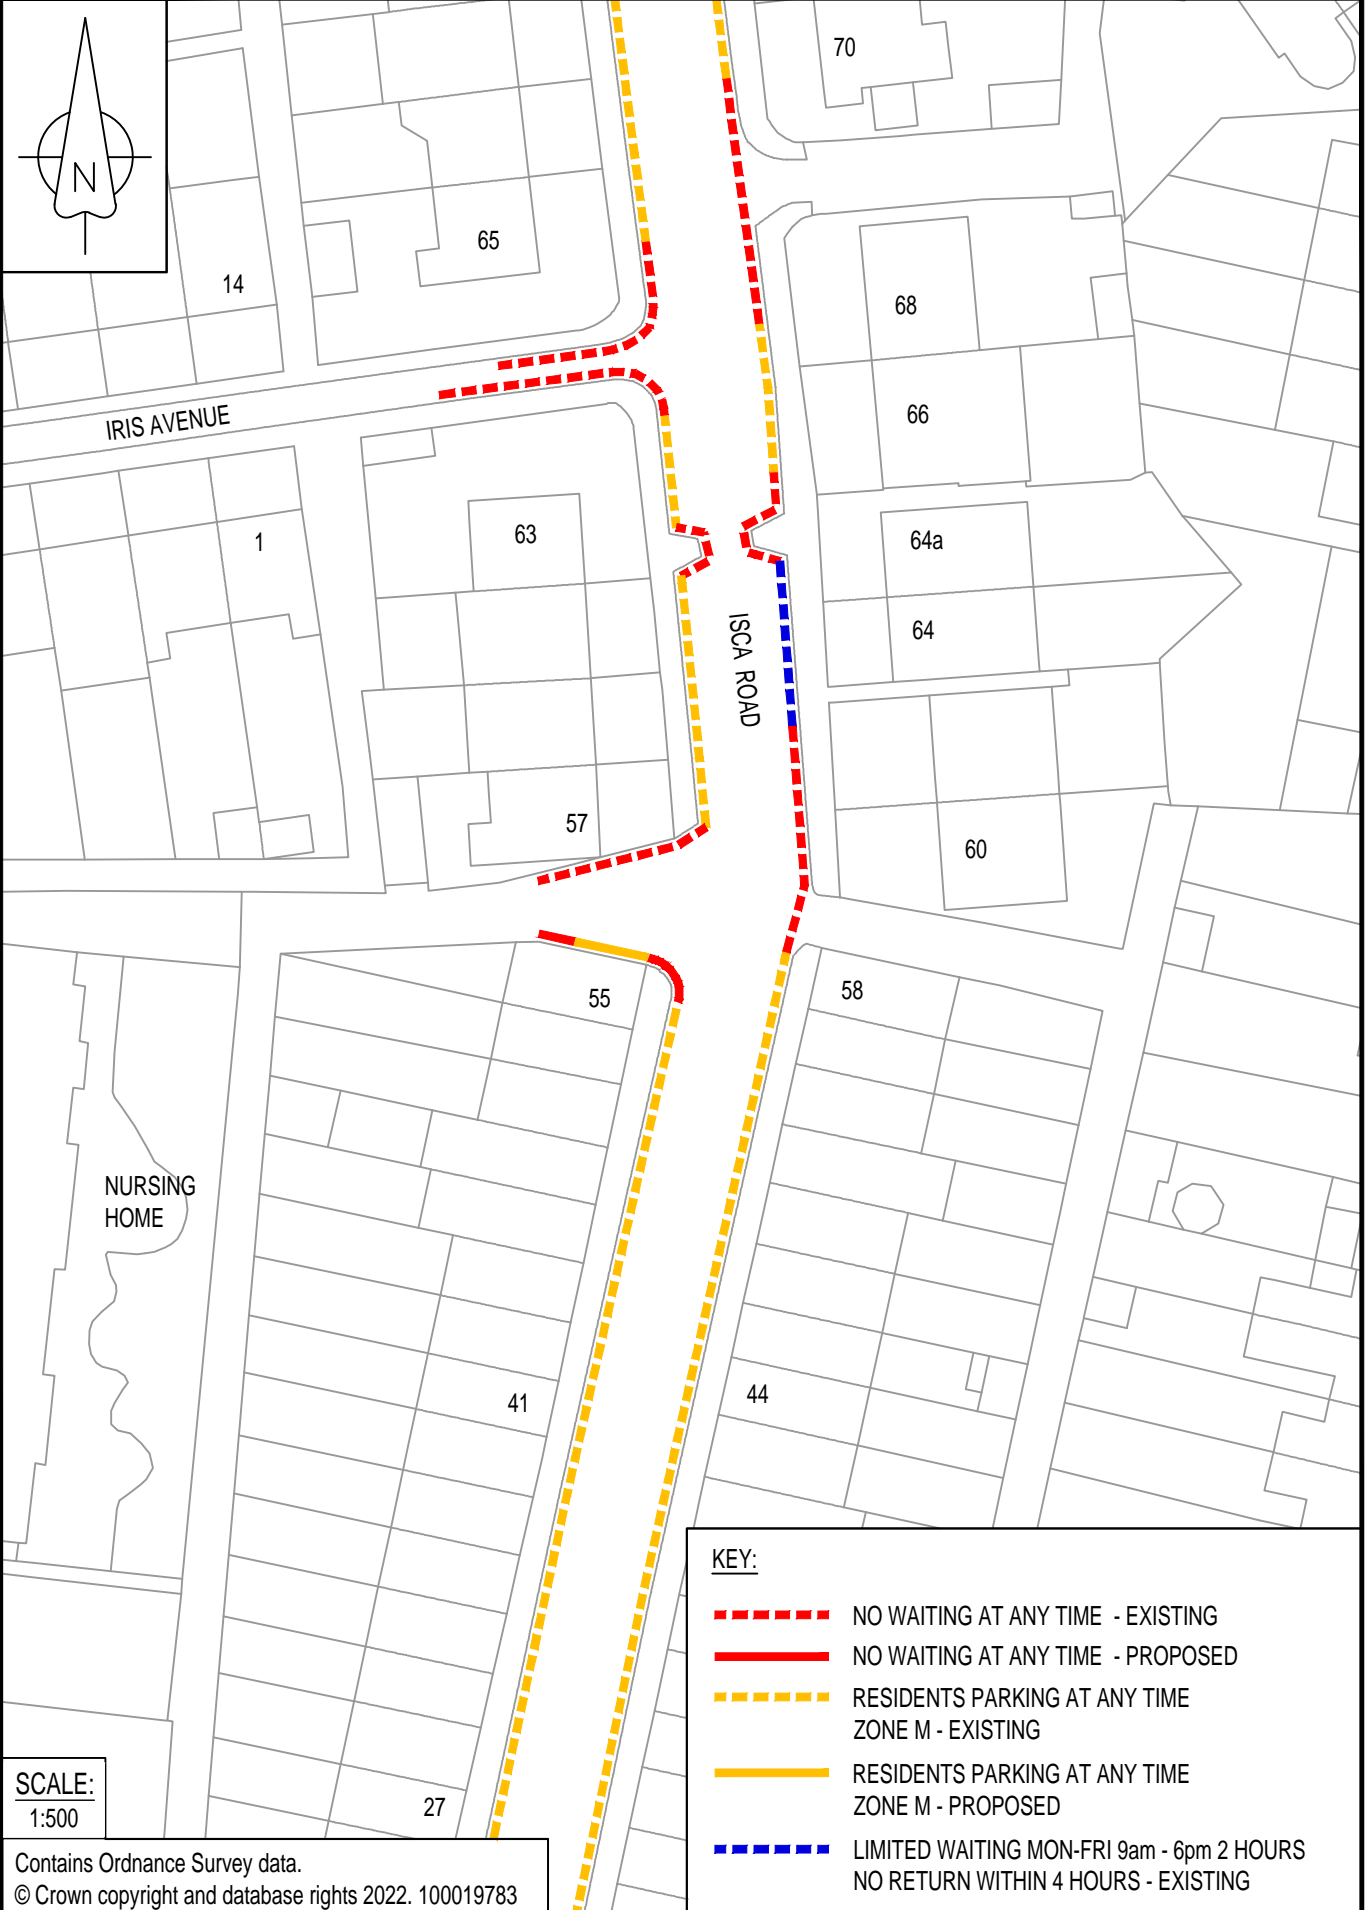 N
70
65
14
68
IRIS AVENUE
66
63
1
64a
ISCA ROAD
64
57
60
55
58
NURSING
HOME
41
44
27
KEY:
NO WAITING AT ANY TIME - EXISTING
NO WAITING AT ANY TIME - PROPOSED
RESIDENTS PARKING AT ANY TIME
ZONE M - EXISTING
RESIDENTS PARKING AT ANY TIME
ZONE M - PROPOSED
LIMITED WAITING MON-FRI 9am - 6pm 2 HOURS
NO RETURN WITHIN 4 HOURS - EXISTING
SCALE:
1:500
Contains Ordnance Survey data.
© Crown copyright and database rights 2022. 100019783